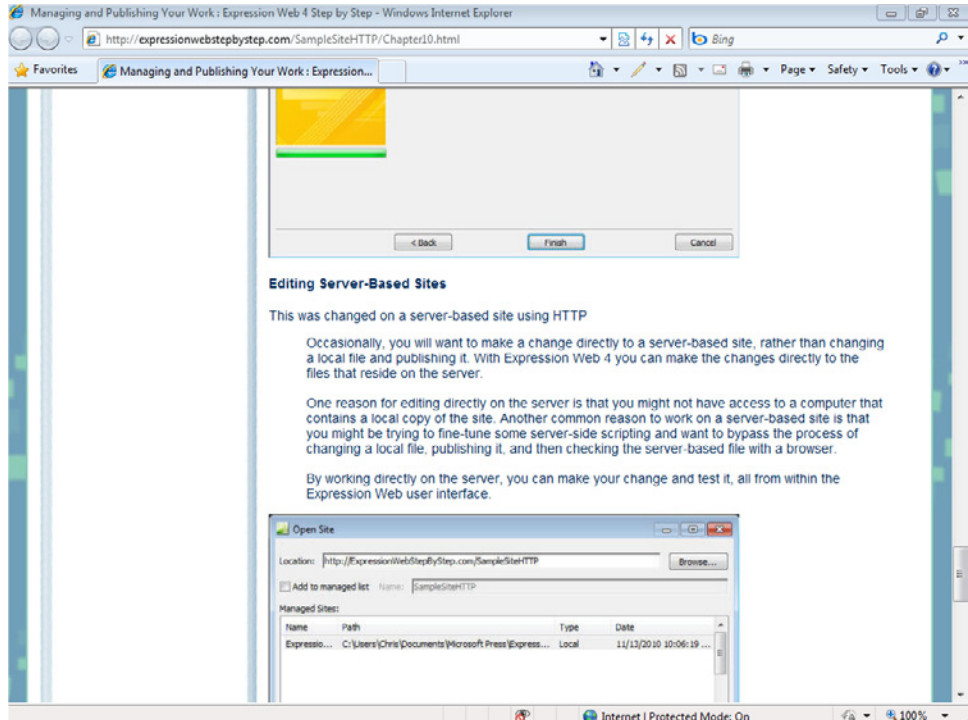 Managing and Publishing Your Work : Expression Web 4 Step by Step - Windows Internet Explorer
http://expressionwebstepbystep.com/SampleSiteHTTP/Chapter10.html
Bing
Favorites
Managing and Publishing Your Work : Expression...
Page
Safety
Tools
< Back
Finish
Cancel
Editing Server-Based Sites
This was changed on a server-based site using HTTP
Occasionally, you will want to make a change directly to a server-based site, rather than changing
a local file and publishing it. With Expression Web 4 you can make the changes directly to the
files that reside on the server.
One reason for editing directly on the server is that you might not have access to a computer that
contains a local copy of the site. Another common reason to work on a server-based site is that
you might be trying to fine-tune some server-side scripting and want to bypass the process of
changing a local file, publishing it, and then checking the server-based file with a browser.
By working directly on the server, you can make your change and test it, all from within the
Expression Web user interface.
Open Site
Location: http://ExpressionWebStepByStep.com/SampleSiteHTTP
Browse...
Add to managed list Name: SampleSiteHTTP
Managed Sites:
Name Path Type Date
Expressio... C:\Users\Chris\Documents\Microsoft Press\Express... Local 11/13/2010 10:06:19 ...
Internet | Protected Mode: On
100%